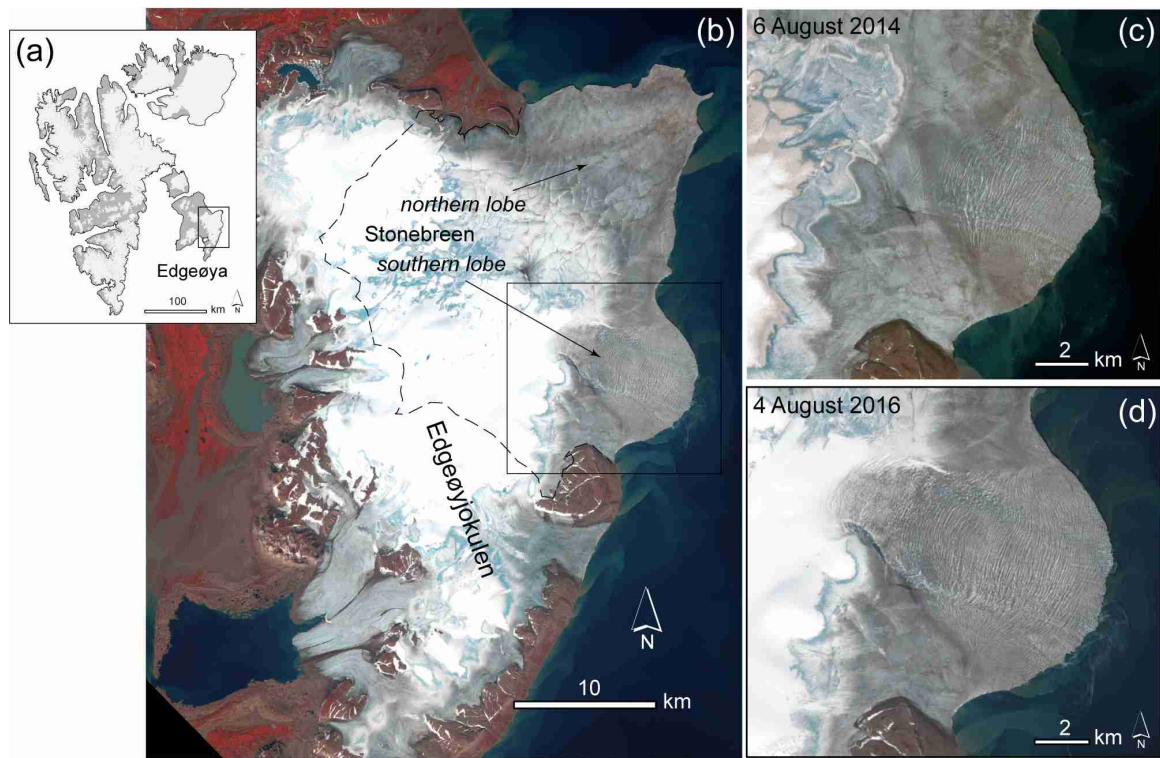 (a)
Edgeøya
100
km
N
(b)
northern lobe
Stonebreen
southern lobe
Edgeøyjokulen
N
10
km
6 August 2014
(c)
2
km
N
4 August 2016
(d)
2
km
N